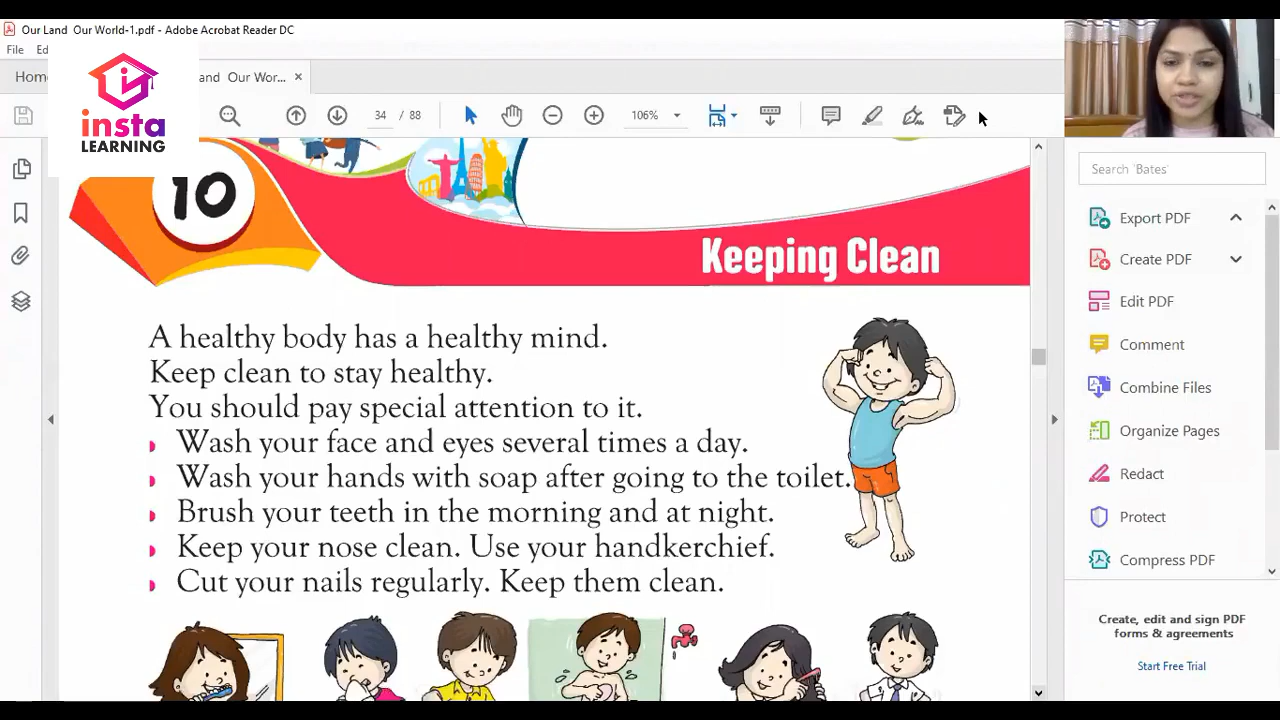 Our Land Our World-1.pdf - Adobe Acrobat Reader DC
File Ed
Hom
and Our Wor...
insta
LEARNING
34 / 88
106%
Search 'Bates'
10
Keeping Clean
Export PDF
Create PDF
Edit PDF
Comment
Combine Files
Organize Pages
Redact
Protect
Compress PDF
A healthy body has a healthy mind.
Keep clean to stay healthy.
You should pay special attention to it.
Wash your face and eyes several times a day.
Wash your hands with soap after going to the toilet.
Brush your teeth in the morning and at night.
Keep your nose clean. Use your handkerchief.
Cut your nails regularly. Keep them clean.
Create, edit and sign PDF
forms & agreements
Start Free Trial